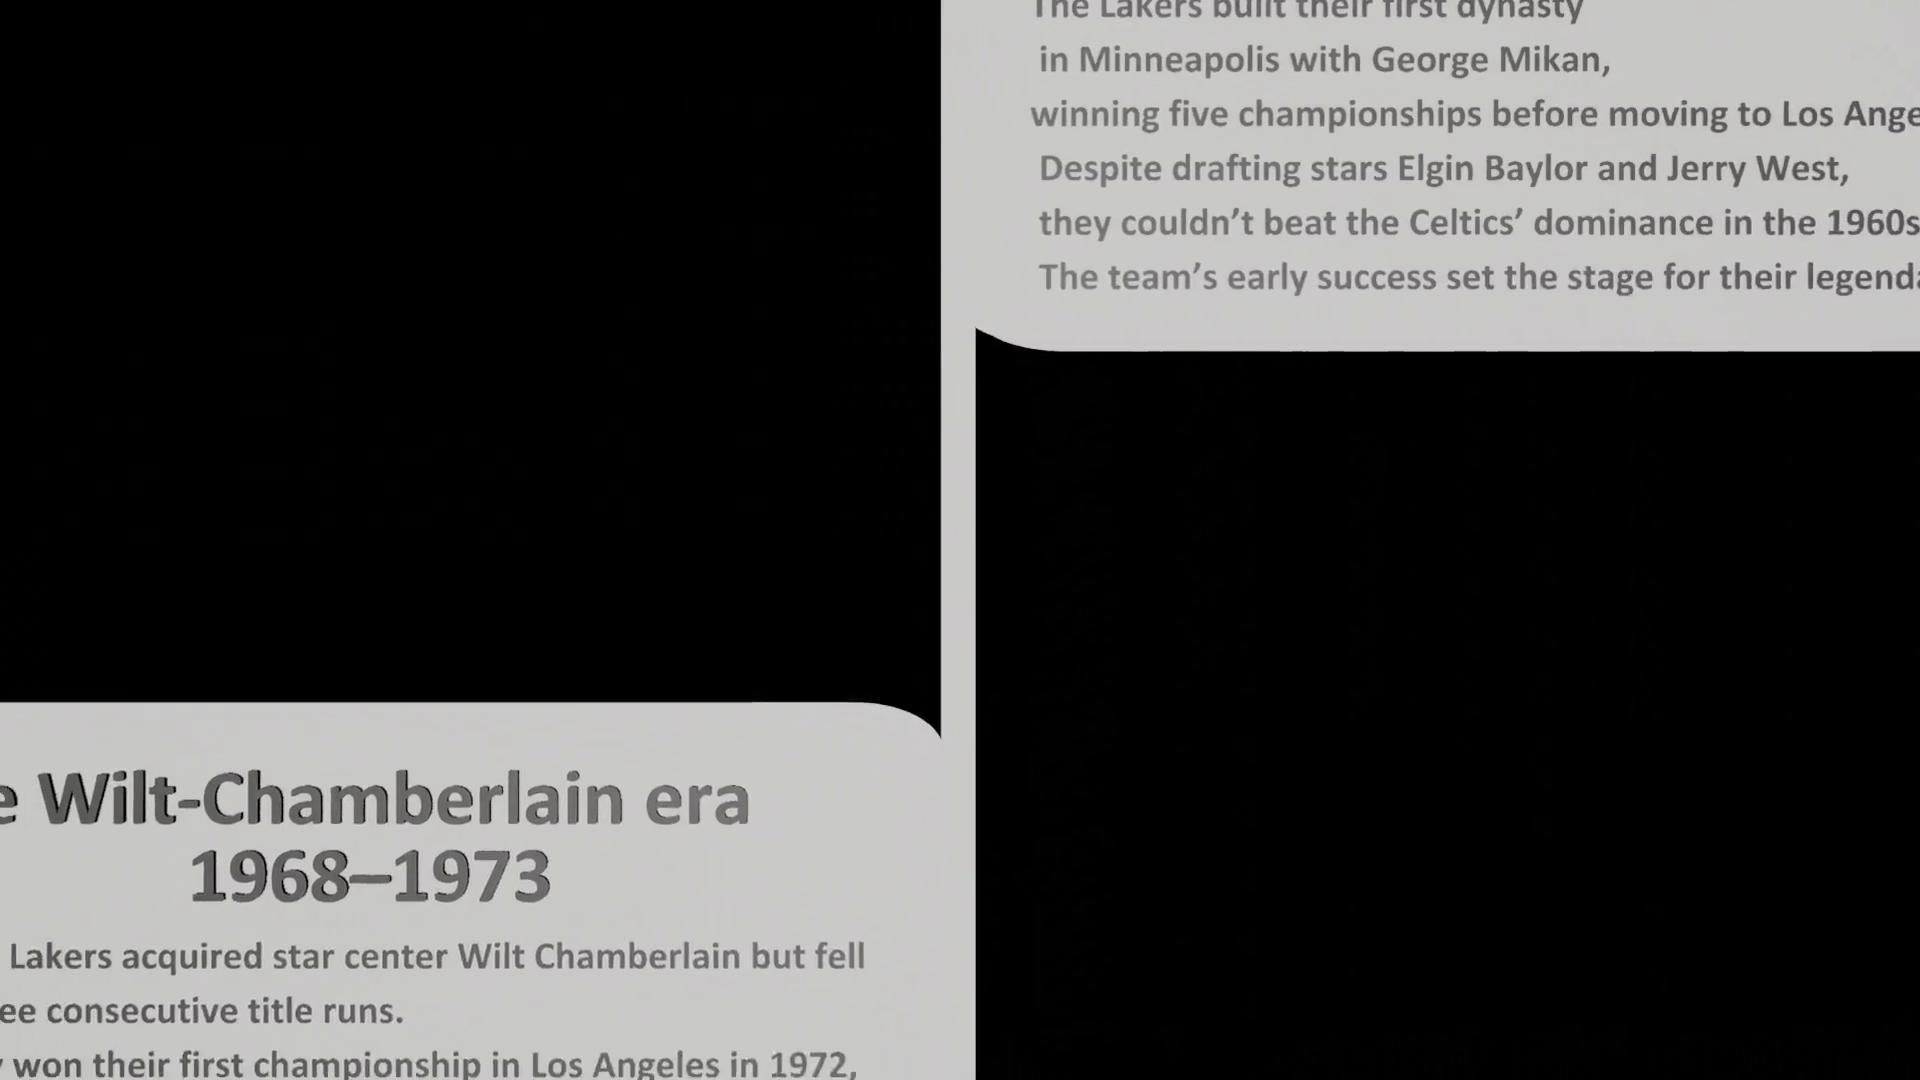 The Lakers built their first dynasty
in Minneapolis with George Mikan,
winning five championships before moving to Los
Despite drafting stars Elgin Baylor and Jerry West,
they couldn’t beat the Celtics’ dominance in the 1960s
The team’s early success set the stage for their
Wilt-Chamberlain era
1968–1973
Lakers acquired star center Wilt Chamberlain but fell
consecutive title runs.
won their first championship in Los Angeles in 1972,